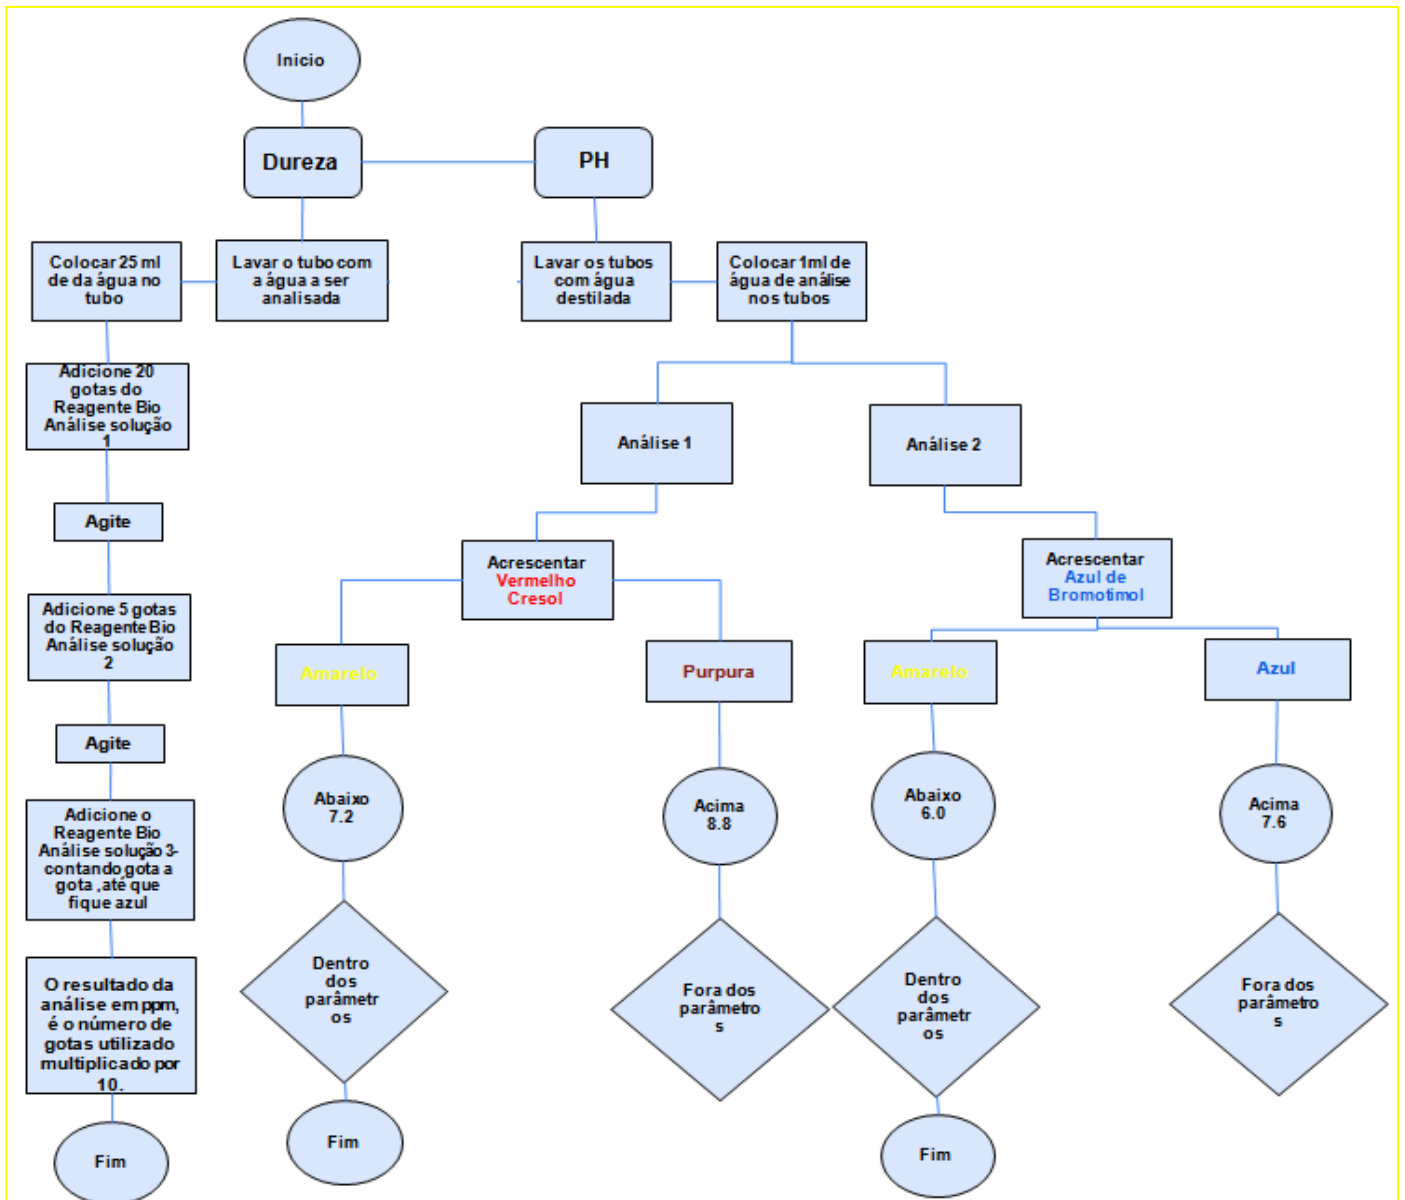 Inicio
Dureza
PH
Colocar 25 ml
de da água no
tubo
Lavar o tubo com
a água a ser
analisada
Lavar os tubos
com água
destilada
Colocar 1ml de
água de análise
nos tubos
Adicione 20
gotas do
Reagente Bio
Análise solução
1
Agite
Adicione 5 gotas
do Reagente Bio
Análise solução
2
Agite
Adicione o
Reagente Bio
Análise solução 3-
contando gota a
gota ,até que
fique azul
O resultado da
análise em ppm,
é o número de
gotas utilizado
multiplicado por
10.
Fim
Análise 1
Análise 2
Acrescentar
Vermelho
Cresol
Acrescentar
Azul de
Bromotimol
Amarelo
Purpura
Amarelo
Azul
Abaixo
7.2
Acima
8.8
Abaixo
6.0
Acima
7.6
Dentro
dos
parâmetr
os
Fora dos
parâmetro
s
Dentro
dos
parâmetr
os
Fora dos
parâmetro
s
Fim
Fim